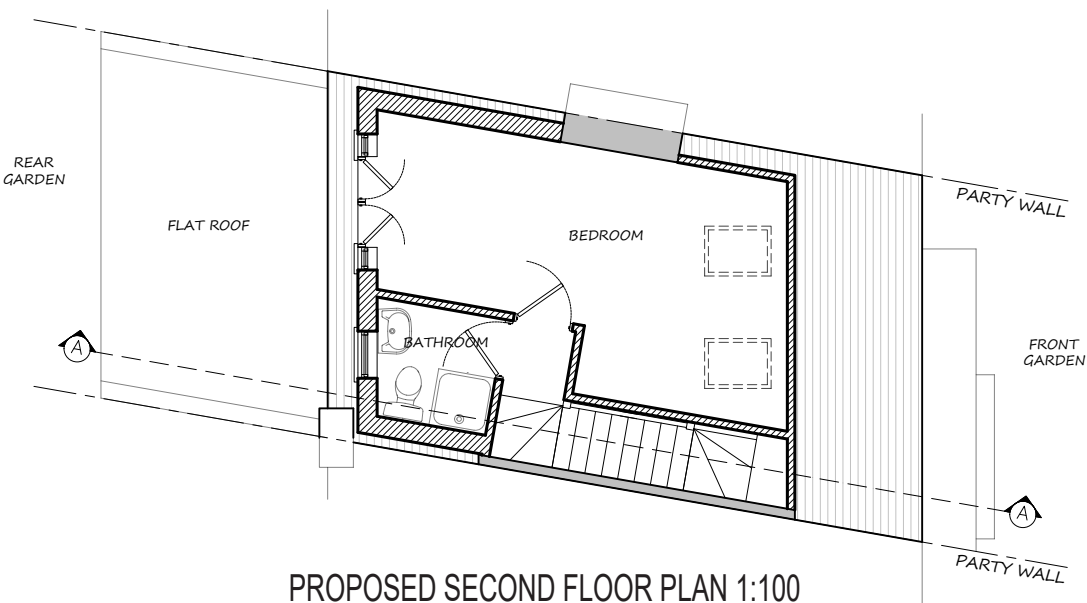 REAR
GARDEN
FLAT ROOF
BEDROOM
PARTY WALL
BATHROOM
A
FRONT
GARDEN
A
PARTY WALL
PROPOSED SECOND FLOOR PLAN 1:100